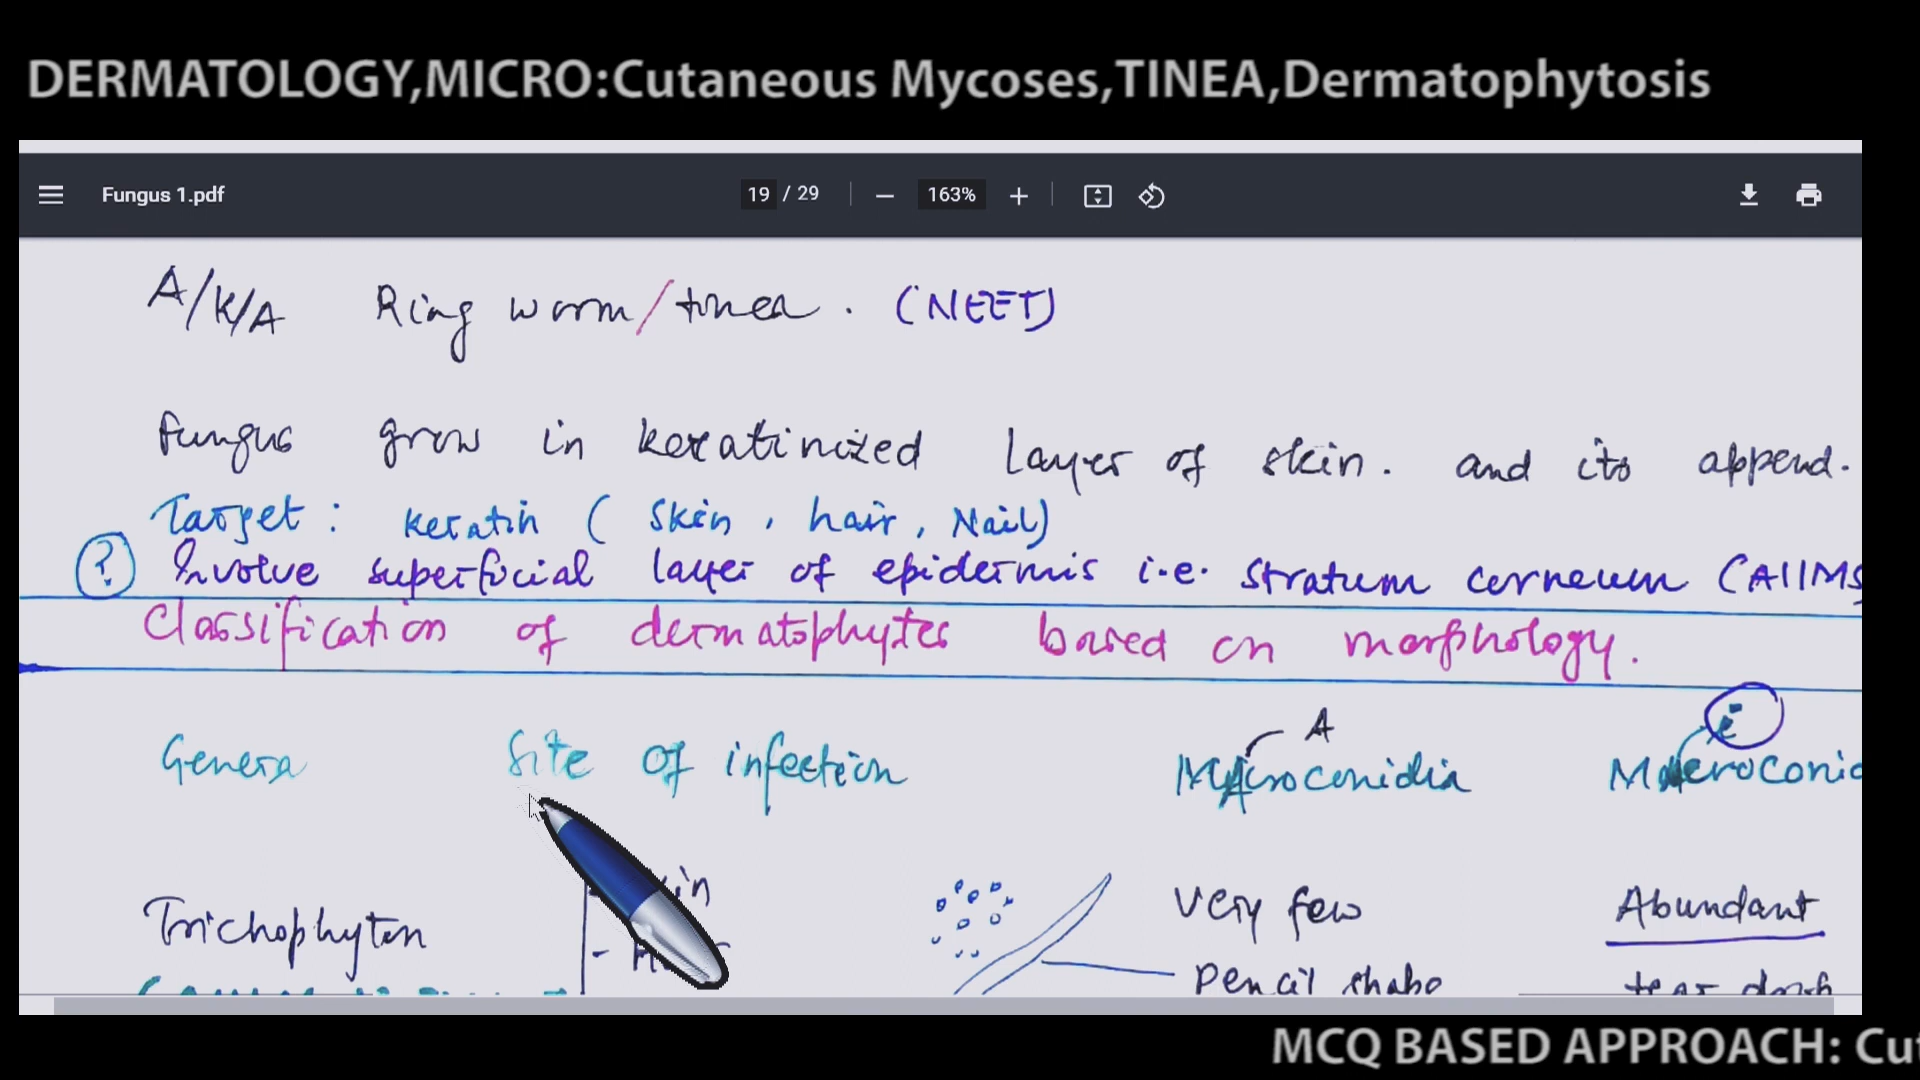 DERMATOLOGY,MICRO:Cutaneous Mycoses,TINEA,Dermatophytosis
Fungus 1.pdf 19 / 29 163%
A/K/A Ring worm/tinea . (NEET)
Fungus grow in keratinized layer of skin. and its append.
Target : keratin ( skin , hair, Nail)
? Involve superficial layer of epidermis i.e. stratum corneum (AIIMS
Classification of dermatophytes based on morphology.
A e
Genera Site of infection Macroconidia
Trichophyton Very few Abundant
Pencil shape
MCQ BASED APPROACH: Cu